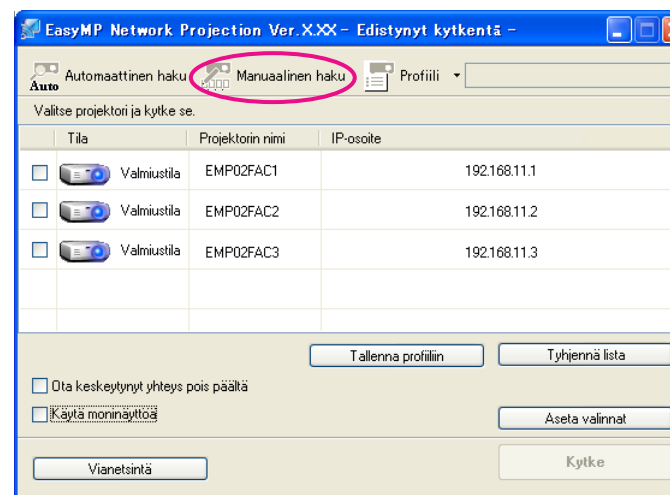 EasyMP Network Projection Ver.X.XX – Edistynyt kytkentä –
Auto Automaattinen haku Manuaalinen haku Profiili
Valitse projektori ja kytke se.
Tila Projektorin nimi IP-osoite
Valmiustila EMP02FAC1 192.168.11.1
Valmiustila EMP02FAC2 192.168.11.2
Valmiustila EMP02FAC3 192.168.11.3
Tallenna profiiliin Tyhjennä lista
Ota keskeytynyt yhteys pois päältä
Käytä moninäyttöä
Aseta valinnat
Vianetsintä Kytke